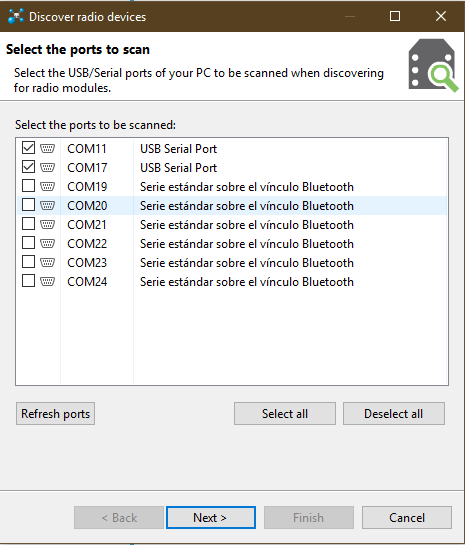 Discover radio devices
Select the ports to scan
Select the USB/Serial ports of your PC to be scanned when discovering
for radio modules.
Select the ports to be scanned:
COM11 USB Serial Port
COM17 USB Serial Port
COM19 Serie estándar sobre el vínculo Bluetooth
COM20 Serie estándar sobre el vínculo Bluetooth
COM21 Serie estándar sobre el vínculo Bluetooth
COM22 Serie estándar sobre el vínculo Bluetooth
COM23 Serie estándar sobre el vínculo Bluetooth
COM24 Serie estándar sobre el vínculo Bluetooth
Refresh ports Select all Deselect all
< Back Next > Finish Cancel